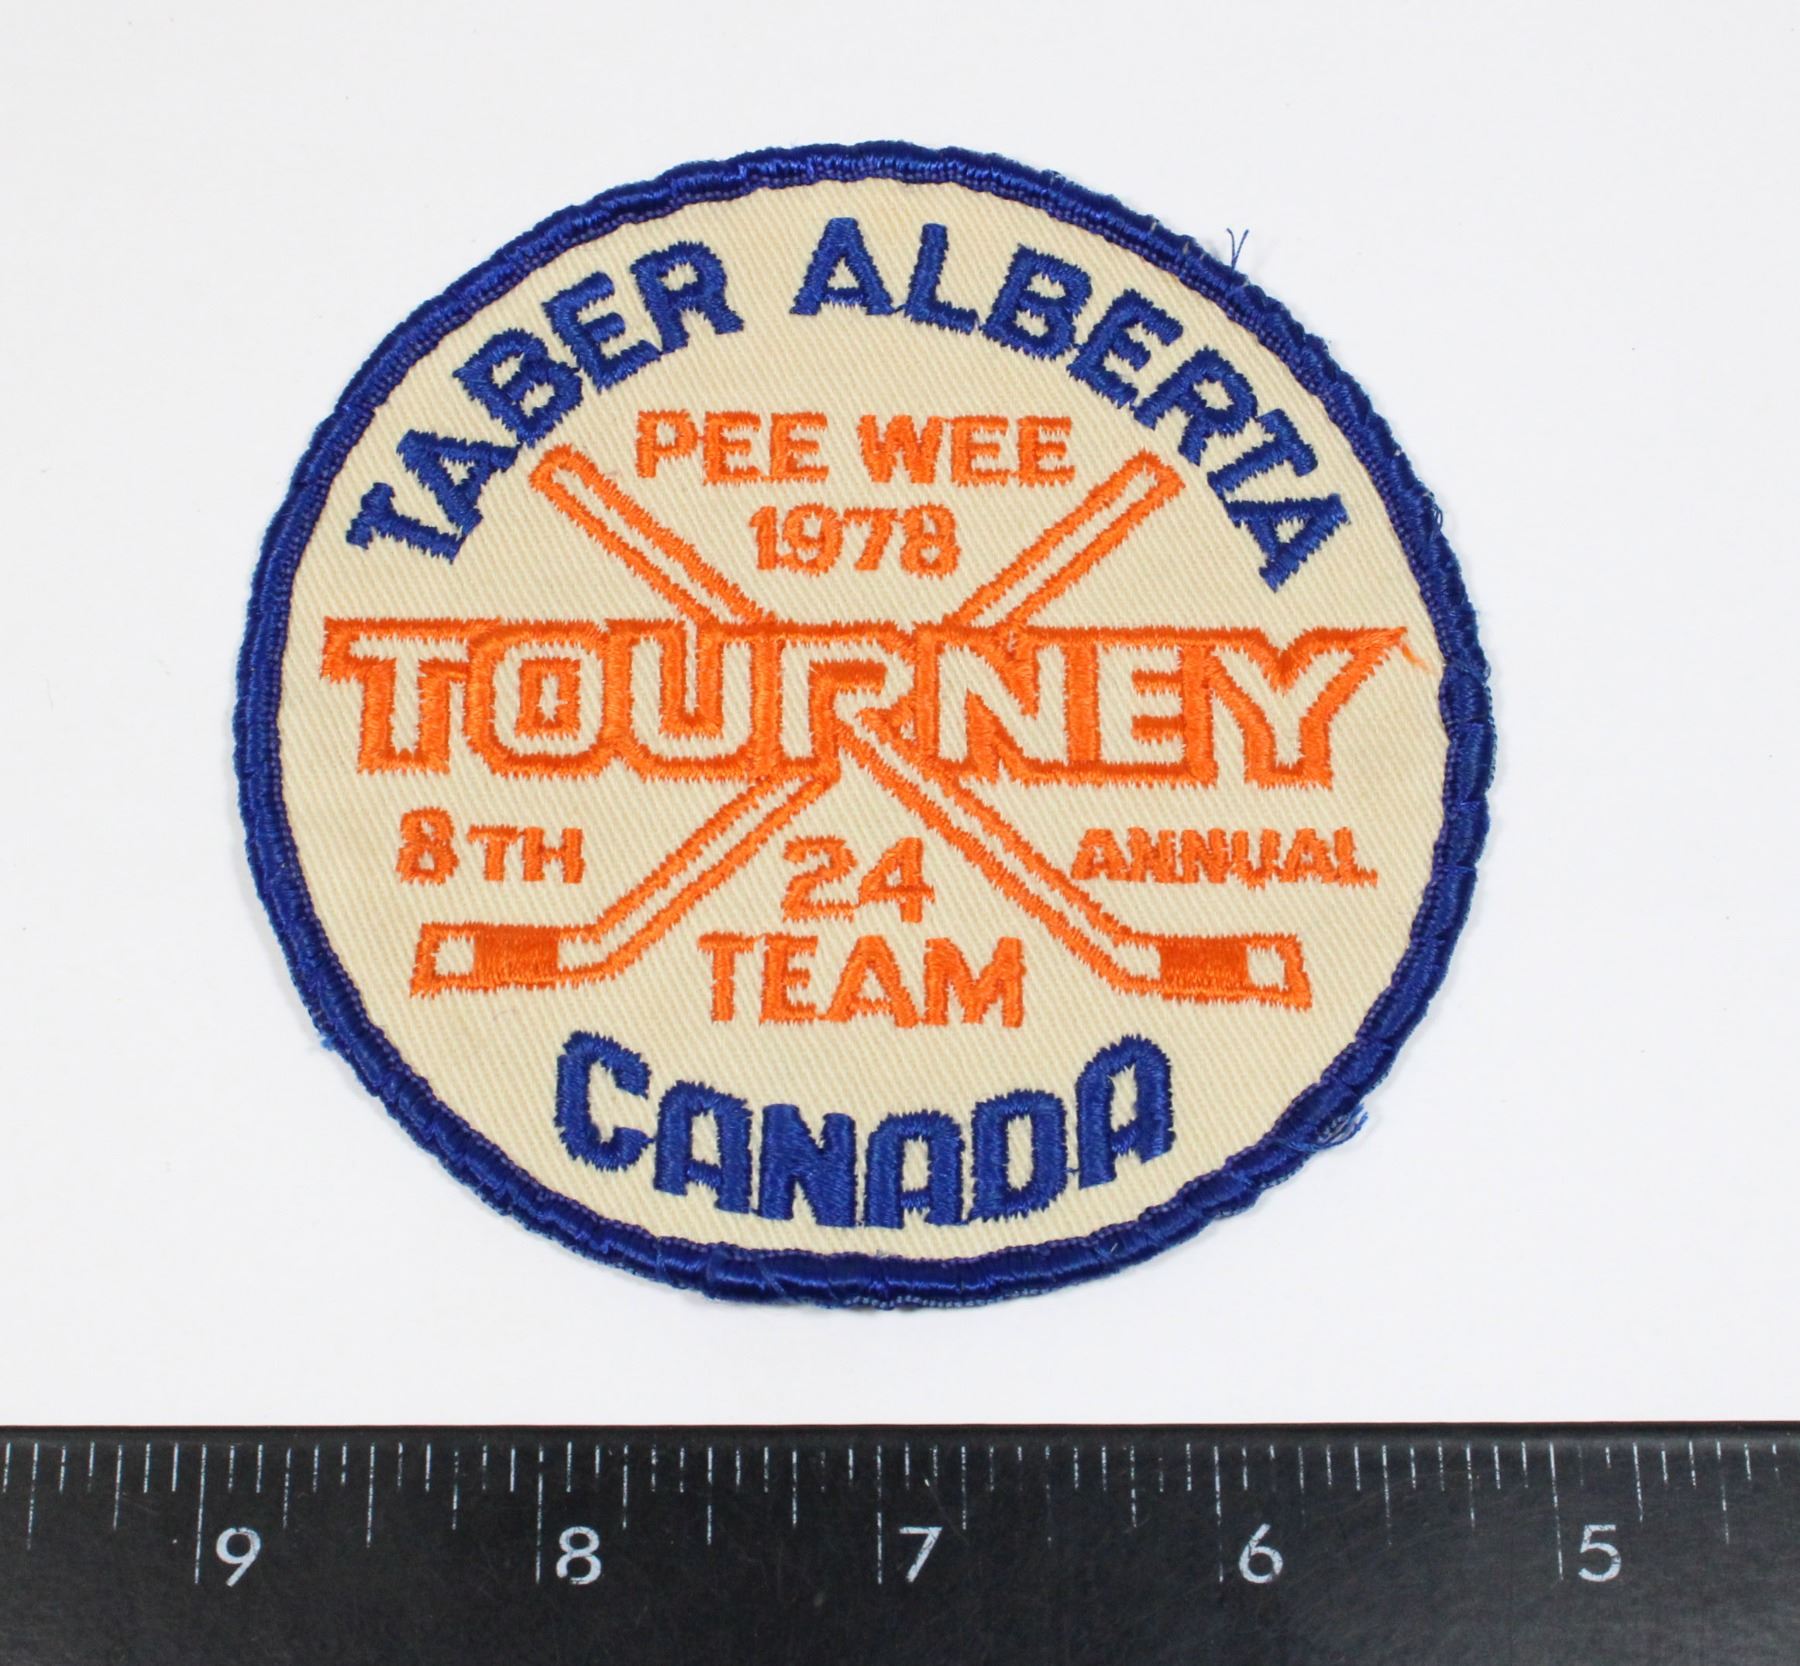 TABER ALBERTA
PEE WEE
1978
TOURNEY
8TH 24 ANNUAL
TEAM
CANADA
9 8 7 6 5